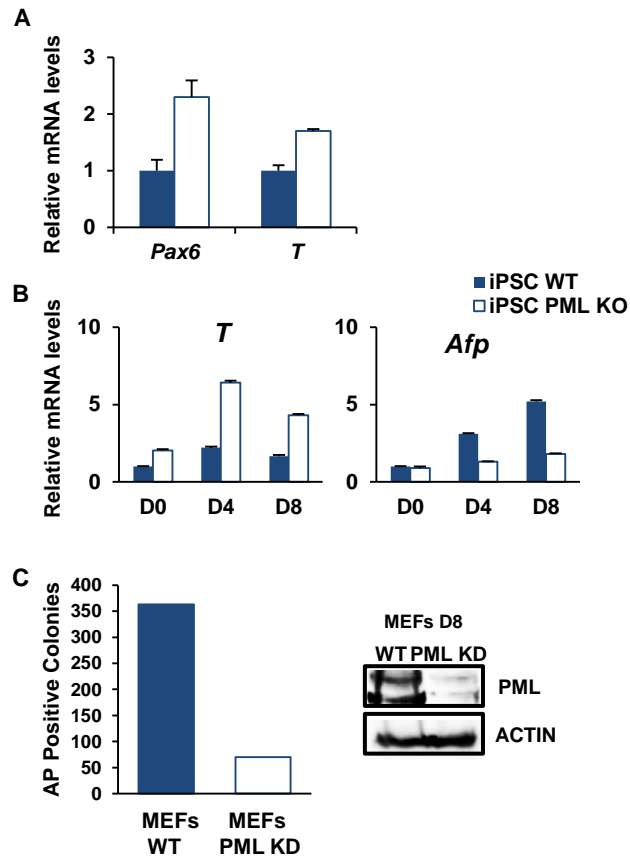 A
Relative mRNA levels
3
2
1
0
Pax6 T
iPSC WT
iPSC PML KO
B
Relative mRNA levels
10
5
0
T
D0 D4 D8
10
5
0
Afp
D0 D4 D8
C
AP Positive Colonies
400
350
300
250
200
150
100
50
0
MEFs WT
MEFs PML KD
MEFs D8
WT PML KD
PML
ACTIN